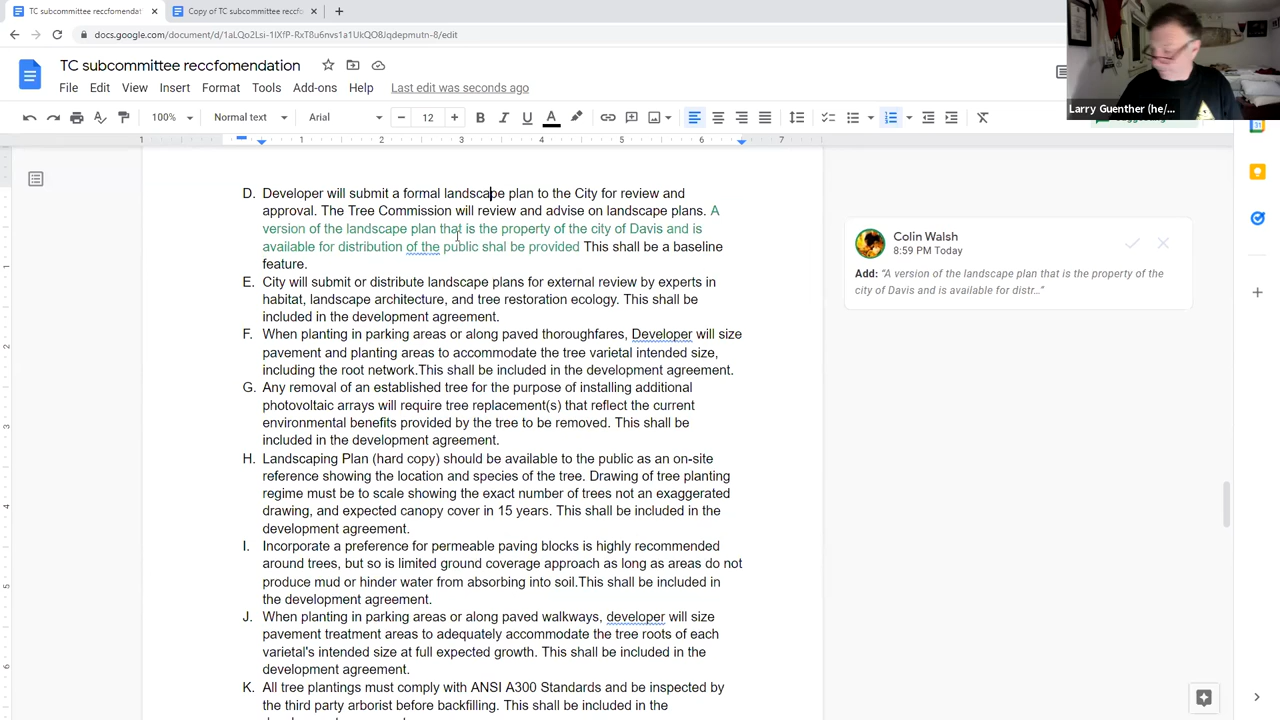 TC subcommittee reccfomendat
Copy of TC subcommittee reccfo
docs.google.com/document/d/1aLQo2Lsi-1IXfP-RxT8u6nvs1a1UkQO8Jqdepmutn-8/edit
TC subcommittee reccfomendation
File Edit View Insert Format Tools Add-ons Help Last edit was seconds ago
100% Normal text Arial 12
Larry Guenther (he/...
1 1 2 3 4 5 6 7
D. Developer will submit a formal landscape plan to the City for review and
approval. The Tree Commission will review and advise on landscape plans. A
version of the landscape plan that is the property of the city of Davis and is
available for distribution of the public shal be provided This shall be a baseline
feature.
E. City will submit or distribute landscape plans for external review by experts in
habitat, landscape architecture, and tree restoration ecology. This shall be
included in the development agreement.
F. When planting in parking areas or along paved thoroughfares, Developer will size
pavement and planting areas to accommodate the tree varietal intended size,
including the root network.This shall be included in the development agreement.
G. Any removal of an established tree for the purpose of installing additional
photovoltaic arrays will require tree replacement(s) that reflect the current
environmental benefits provided by the tree to be removed. This shall be
included in the development agreement.
H. Landscaping Plan (hard copy) should be available to the public as an on-site
reference showing the location and species of the tree. Drawing of tree planting
regime must be to scale showing the exact number of trees not an exaggerated
drawing, and expected canopy cover in 15 years. This shall be included in the
development agreement.
I. Incorporate a preference for permeable paving blocks is highly recommended
around trees, but so is limited ground coverage approach as long as areas do not
produce mud or hinder water from absorbing into soil.This shall be included in
the development agreement.
J. When planting in parking areas or along paved walkways, developer will size
pavement treatment areas to adequately accommodate the tree roots of each
varietal's intended size at full expected growth. This shall be included in the
development agreement.
K. All tree plantings must comply with ANSI A300 Standards and be inspected by
the third party arborist before backfilling. This shall be included in the
Colin Walsh
8:59 PM Today
Add: “A version of the landscape plan that is the property of the
city of Davis and is available for distr...”
1
2
3
4
5
6